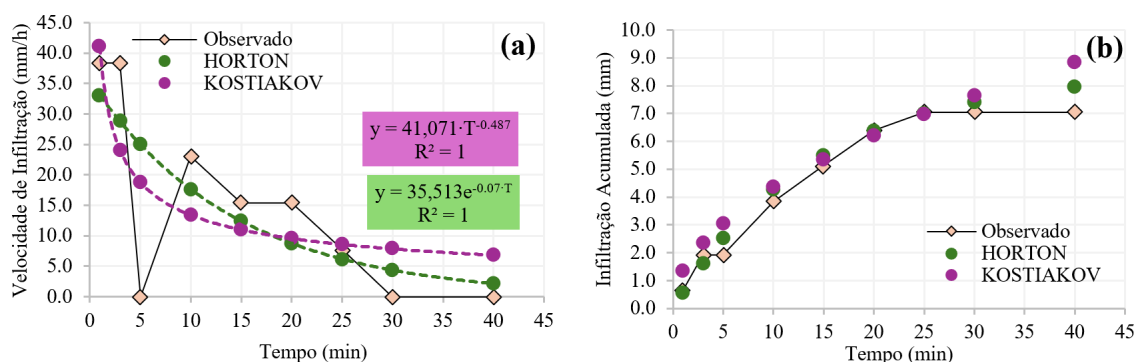 45.0
40.0
35.0
30.0
25.0
20.0
15.0
10.0
5.0
0.0
Velocidade de Infiltração (mm/h)
Observado
HORTON
KOSTIAKOV
(a)
y = 41,071·T^-0.487
R² = 1
y = 35,513e^-0.07·T
R² = 1
0 5 10 15 20 25 30 35 40 45
Tempo (min)
10.0
9.0
8.0
7.0
6.0
5.0
4.0
3.0
2.0
1.0
0.0
Infiltração Acumulada (mm)
(b)
Observado
HORTON
KOSTIAKOV
0 5 10 15 20 25 30 35 40 45
Tempo (min)